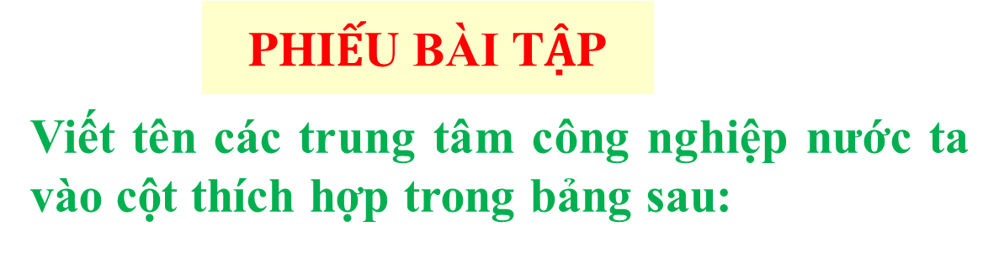 PHIẾU BÀI TẬP
Viết tên các trung tâm công nghiệp nước ta
vào cột thích hợp trong bảng sau: